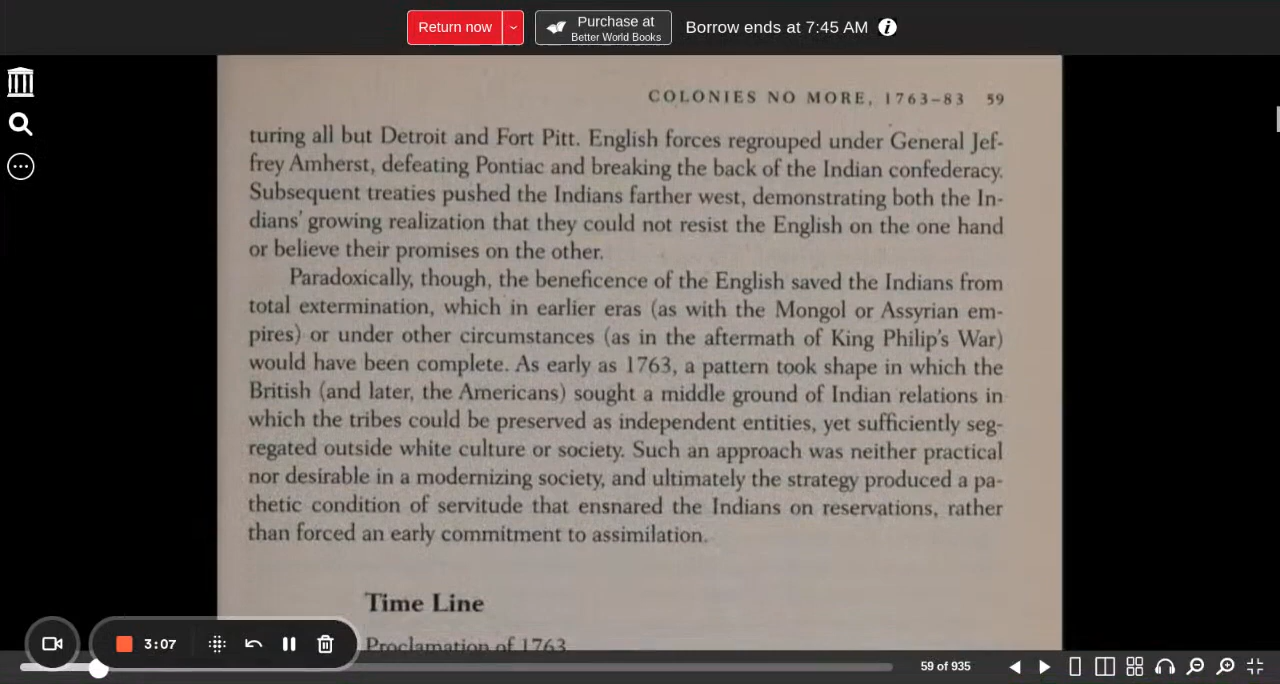 Return now
Purchase at
Better World Books
Borrow ends at 7:45 AM
COLONIES NO MORE, 1763–83 59
turing all but Detroit and Fort Pitt. English forces regrouped under General Jef-
frey Amherst, defeating Pontiac and breaking the back of the Indian confederacy.
Subsequent treaties pushed the Indians farther west, demonstrating both the In-
dians' growing realization that they could not resist the English on the one hand
or believe their promises on the other.
Paradoxically, though, the beneficence of the English saved the Indians from
total extermination, which in earlier eras (as with the Mongol or Assyrian em-
pires) or under other circumstances (as in the aftermath of King Philip's War)
would have been complete. As early as 1763, a pattern took shape in which the
British (and later, the Americans) sought a middle ground of Indian relations in
which the tribes could be preserved as independent entities, yet sufficiently seg-
regated outside white culture or society. Such an approach was neither practical
nor desirable in a modernizing society, and ultimately the strategy produced a pa-
thetic condition of servitude that ensnared the Indians on reservations, rather
than forced an early commitment to assimilation.
Time Line
Proclamation of 1763
3:07
59 of 935